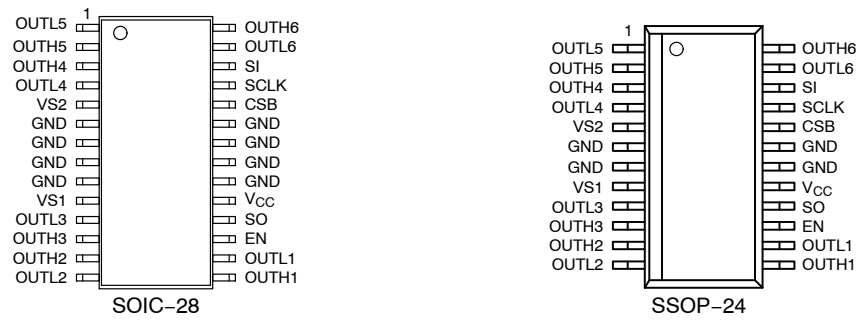 1
OUTL5 OUTH6
OUTH5 OUTL6
OUTH4 SI
OUTL4 SCLK
VS2 CSB
GND GND
GND GND
GND GND
GND GND
VS1 VCC
OUTL3 SO
OUTH3 EN
OUTH2 OUTL1
OUTL2 OUTH1
SOIC−28
1
OUTL5 OUTH6
OUTH5 OUTL6
OUTH4 SI
OUTL4 SCLK
VS2 CSB
GND GND
GND GND
VS1 VCC
OUTL3 SO
OUTH3 EN
OUTH2 OUTL1
OUTL2 OUTH1
SSOP−24